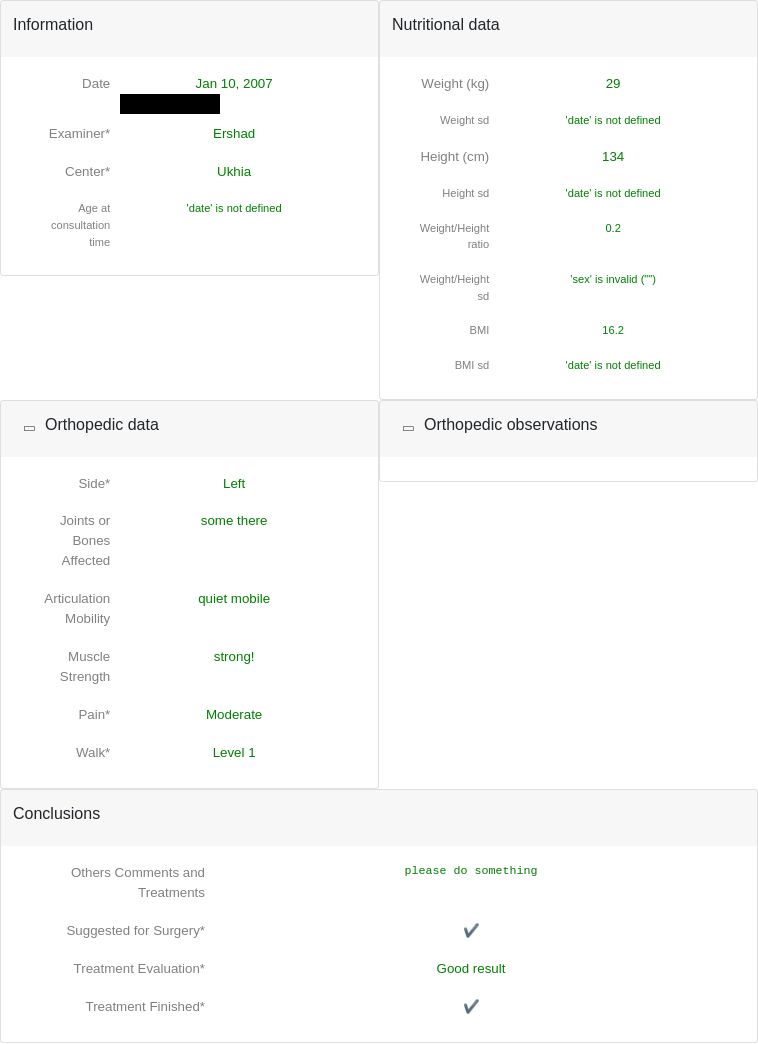 Information
Date Jan 10, 2007
Examiner* Ershad
Center* Ukhia
Age at 'date' is not defined
consultation
time
Nutritional data
Weight (kg) 29
Weight sd 'date' is not defined
Height (cm) 134
Height sd 'date' is not defined
Weight/Height 0.2
ratio
Weight/Height 'sex' is invalid ("")
sd
BMI 16.2
BMI sd 'date' is not defined
Orthopedic data
Side* Left
Joints or some there
Bones
Affected
Articulation quiet mobile
Mobility
Muscle strong!
Strength
Pain* Moderate
Walk* Level 1
Orthopedic observations
Conclusions
Others Comments and please do something
Treatments
Suggested for Surgery* ✔
Treatment Evaluation* Good result
Treatment Finished* ✔